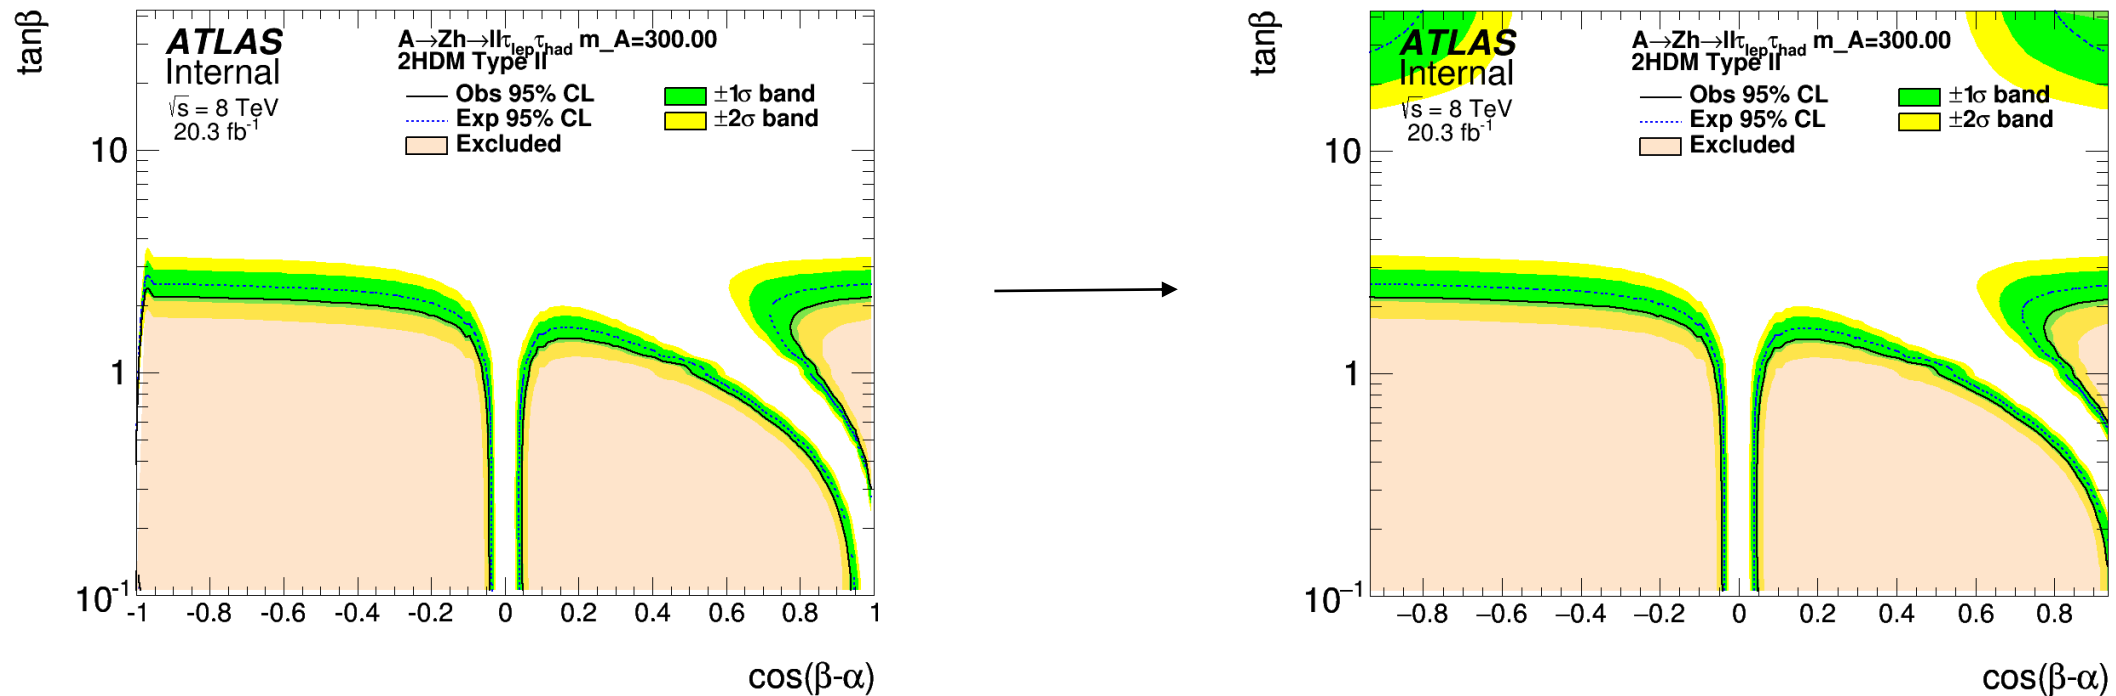 tanβ
ATLAS
Internal
√s = 8 TeV
20.3 fb⁻¹
A→Zh→llτlepτhad m_A=300.00
2HDM Type II
Obs 95% CL
Exp 95% CL
Excluded
±1σ band
±2σ band
10
1
10⁻¹
-1 -0.8 -0.6 -0.4 -0.2 0 0.2 0.4 0.6 0.8 1
cos(β-α)
tanβ
ATLAS
Internal
√s = 8 TeV
20.3 fb⁻¹
A→Zh→llτlepτhad m_A=300.00
2HDM Type II
Obs 95% CL
Exp 95% CL
Excluded
±1σ band
±2σ band
10
1
10⁻¹
−0.8 −0.6 −0.4 −0.2 0 0.2 0.4 0.6 0.8
cos(β-α)